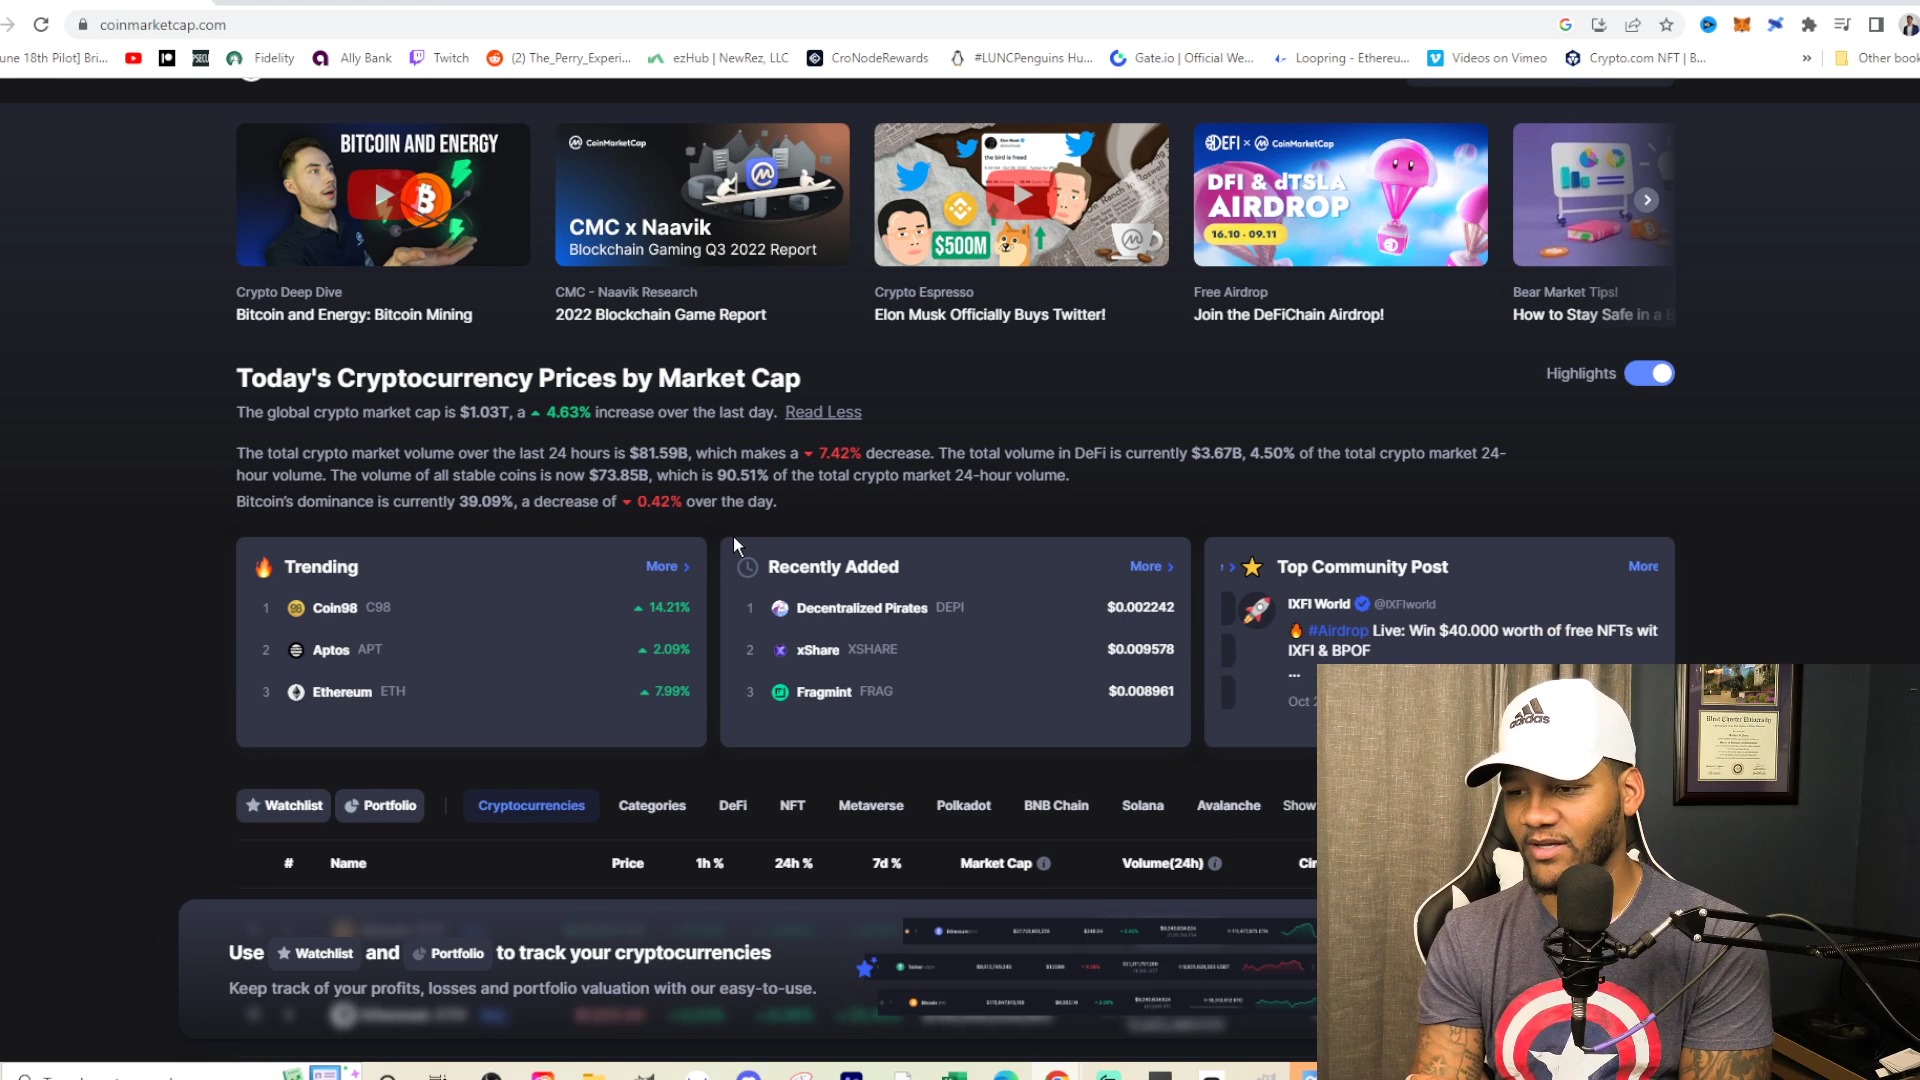 coinmarketcap.com
une 18th Pilot] Bri...
Fidelity
Ally Bank
Twitch
(2) The_Perry_Experi...
ezHub | NewRez, LLC
CroNodeRewards
#LUNCPenguins Hu...
Gate.io | Official We...
Loopring - Ethereu...
Videos on Vimeo
Crypto.com NFT | B...
»
Other book
BITCOIN AND ENERGY
CoinMarketCap
CMC x Naavik
Blockchain Gaming Q3 2022 Report
the bird is freed
$500M
DEFI × CoinMarketCap
DFI & dTSLA
AIRDROP
16.10 - 09.11
Crypto Deep Dive
Bitcoin and Energy: Bitcoin Mining
CMC - Naavik Research
2022 Blockchain Game Report
Crypto Espresso
Elon Musk Officially Buys Twitter!
Free Airdrop
Join the DeFiChain Airdrop!
Bear Market Tips!
How to Stay Safe in a
Today's Cryptocurrency Prices by Market Cap
Highlights
The global crypto market cap is $1.03T, a 4.63% increase over the last day. Read Less
The total crypto market volume over the last 24 hours is $81.59B, which makes a 7.42% decrease. The total volume in DeFi is currently $3.67B, 4.50% of the total crypto market 24-
hour volume. The volume of all stable coins is now $73.85B, which is 90.51% of the total crypto market 24-hour volume.
Bitcoin's dominance is currently 39.09%, a decrease of 0.42% over the day.
Trending
More
1 Coin98 C98 14.21%
2 Aptos APT 2.09%
3 Ethereum ETH 7.99%
Recently Added
More
1 Decentralized Pirates DEPI $0.002242
2 xShare XSHARE $0.009578
3 Fragmint FRAG $0.008961
Top Community Post
More
IXFI World @IXFIworld
#Airdrop Live: Win $40.000 worth of free NFTs wit
IXFI & BPOF
...
Oct
Watchlist
Portfolio
Cryptocurrencies
Categories
DeFi
NFT
Metaverse
Polkadot
BNB Chain
Solana
Avalanche
Show
# Name Price 1h % 24h % 7d % Market Cap Volume(24h) Cir
Use Watchlist and Portfolio to track your cryptocurrencies
Keep track of your profits, losses and portfolio valuation with our easy-to-use.
adidas
West Chester University